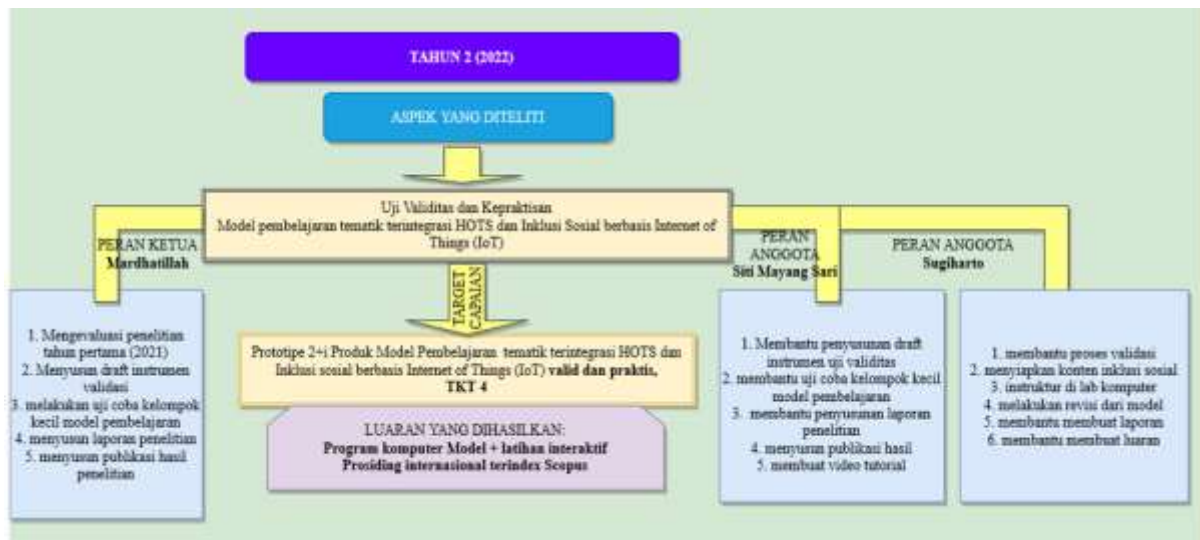 TAHUN 2 (2022)
ASPEK YANG DITELITI
Uji Validitas dan Kepraktisan
Model pembelajaran tematik terintegrasi HOTS dan Inklusi Sosial berbasis Internet of
Things (IoT)
PERAN KETUA
Mardhatillah
1. Mengevaluasi penelitian
tahun pertama (2021)
2. Menyusun draft instrumen
validasi
3. melakukan uji coba kelompok
kecil model pembelajaran
4. menyusun laporan penelitian
5. menyusun publikasi hasil
penelitian
TARGET
CAPAIAN
Prototipe 2+i Produk Model Pembelajaran tematik terintegrasi HOTS dan
Inklusi sosial berbasis Internet of Things (IoT) valid dan praktis,
TKT 4
LUARAN YANG DIHASILKAN:
Program komputer Model + latihan interaktif
Prosiding internasional terindex Scopus
PERAN
ANGGOTA
Siti Mayang Sari
1. Membantu penyusunan draft
instrumen uji validitas
2. membantu uji coba kelompok kecil
model pembelajaran
3. membantu penyusunan laporan
penelitian
4. menyusun publikasi hasil
5. membuat video tutorial
PERAN ANGGOTA
Sugiharto
1. membantu proses validasi
2. menyiapkan konten inklusi sosial
3. instruktur di lab komputer
4. melakukan revisi dari model
5. membantu membuat laporan
6. membantu membuat luaran